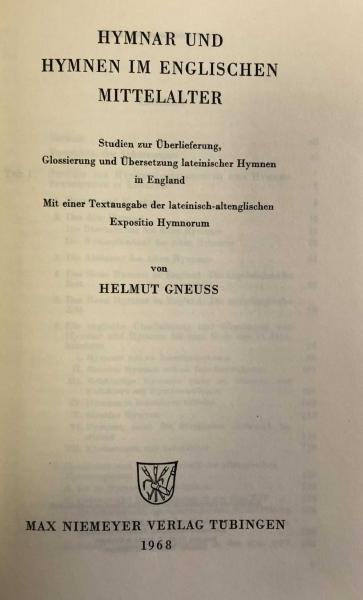 HYMNAR UND
HYMNEN IM ENGLISCHEN
MITTELALTER
Studien zur Überlieferung,
Glossierung und Übersetzung lateinischer Hymnen
in England
Mit einer Textausgabe der lateinisch-altenglischen
Expositio Hymnorum
von
HELMUT GNEUSS
MAX NIEMEYER VERLAG TÜBINGEN
1968